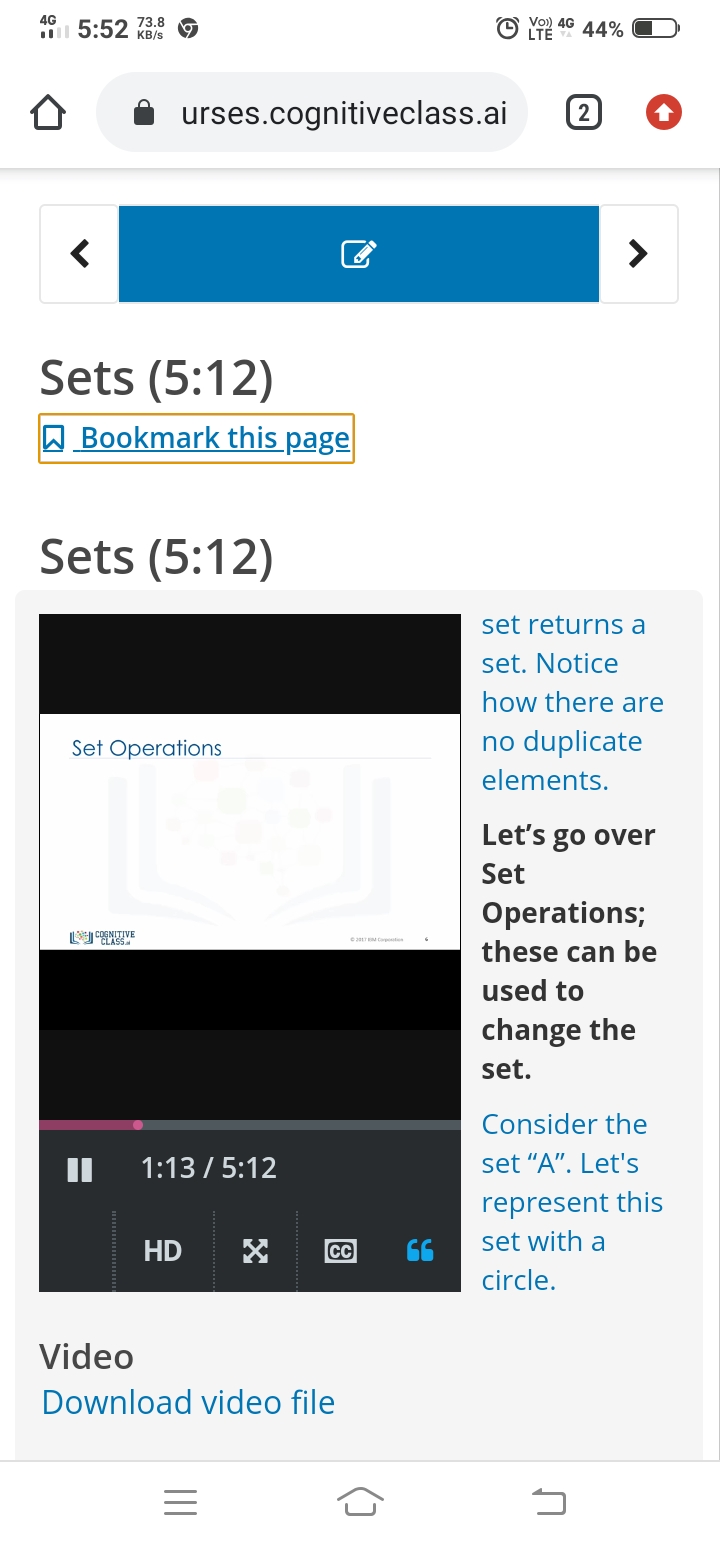 4G 5:52 73.8 KB/s Vo)) LTE 4G 44%
urses.cognitiveclass.ai 2
Sets (5:12)
Bookmark this page
Sets (5:12)
Set Operations
COGNITIVE
CLASS.ai
© 2017 IBM Corporation 6
1:13 / 5:12
HD CC
set returns a
set. Notice
how there are
no duplicate
elements.
Let’s go over
Set
Operations;
these can be
used to
change the
set.
Consider the
set “A”. Let's
represent this
set with a
circle.
Video
Download video file